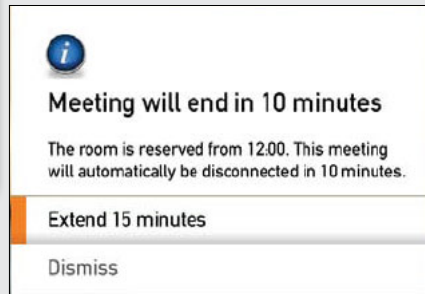 i
Meeting will end in 10 minutes
The room is reserved from 12:00. This meeting
will automatically be disconnected in 10 minutes.
Extend 15 minutes
Dismiss